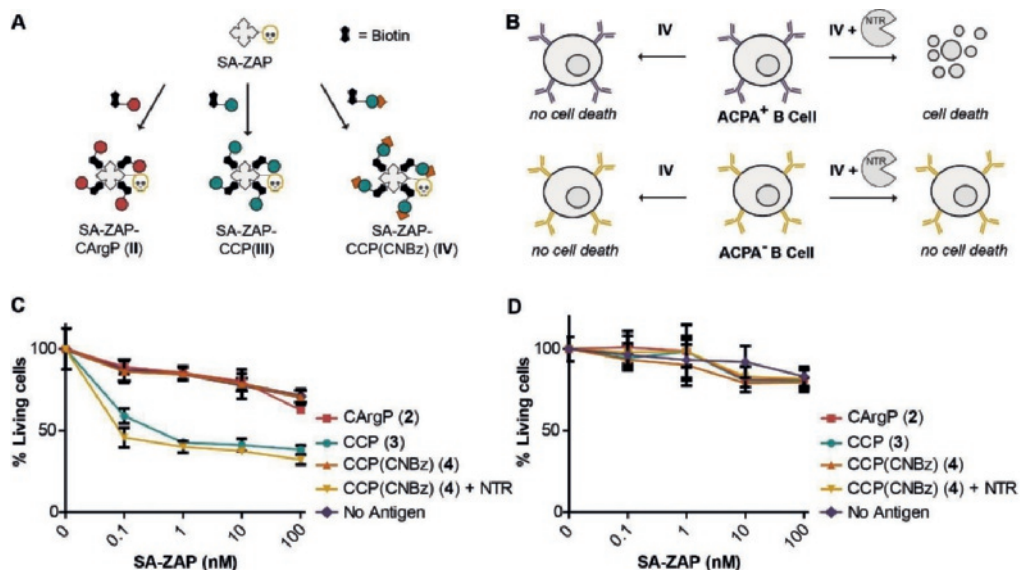 A
SA-ZAP
= Biotin
SA-ZAP-
CArgP (II)
SA-ZAP-
CCP(III)
SA-ZAP-
CCP(CNBz) (IV)
B
IV
IV +
NTR
no cell death
ACPA+ B Cell
cell death
IV
IV +
NTR
no cell death
ACPA- B Cell
no cell death
C
% Living cells
100
50
0
0
0.1
1
10
100
SA-ZAP (nM)
CArgP (2)
CCP (3)
CCP(CNBz) (4)
CCP(CNBz) (4) + NTR
No Antigen
D
% Living cells
100
50
0
0
0.1
1
10
100
SA-ZAP (nM)
CArgP (2)
CCP (3)
CCP(CNBz) (4)
CCP(CNBz) (4) + NTR
No Antigen